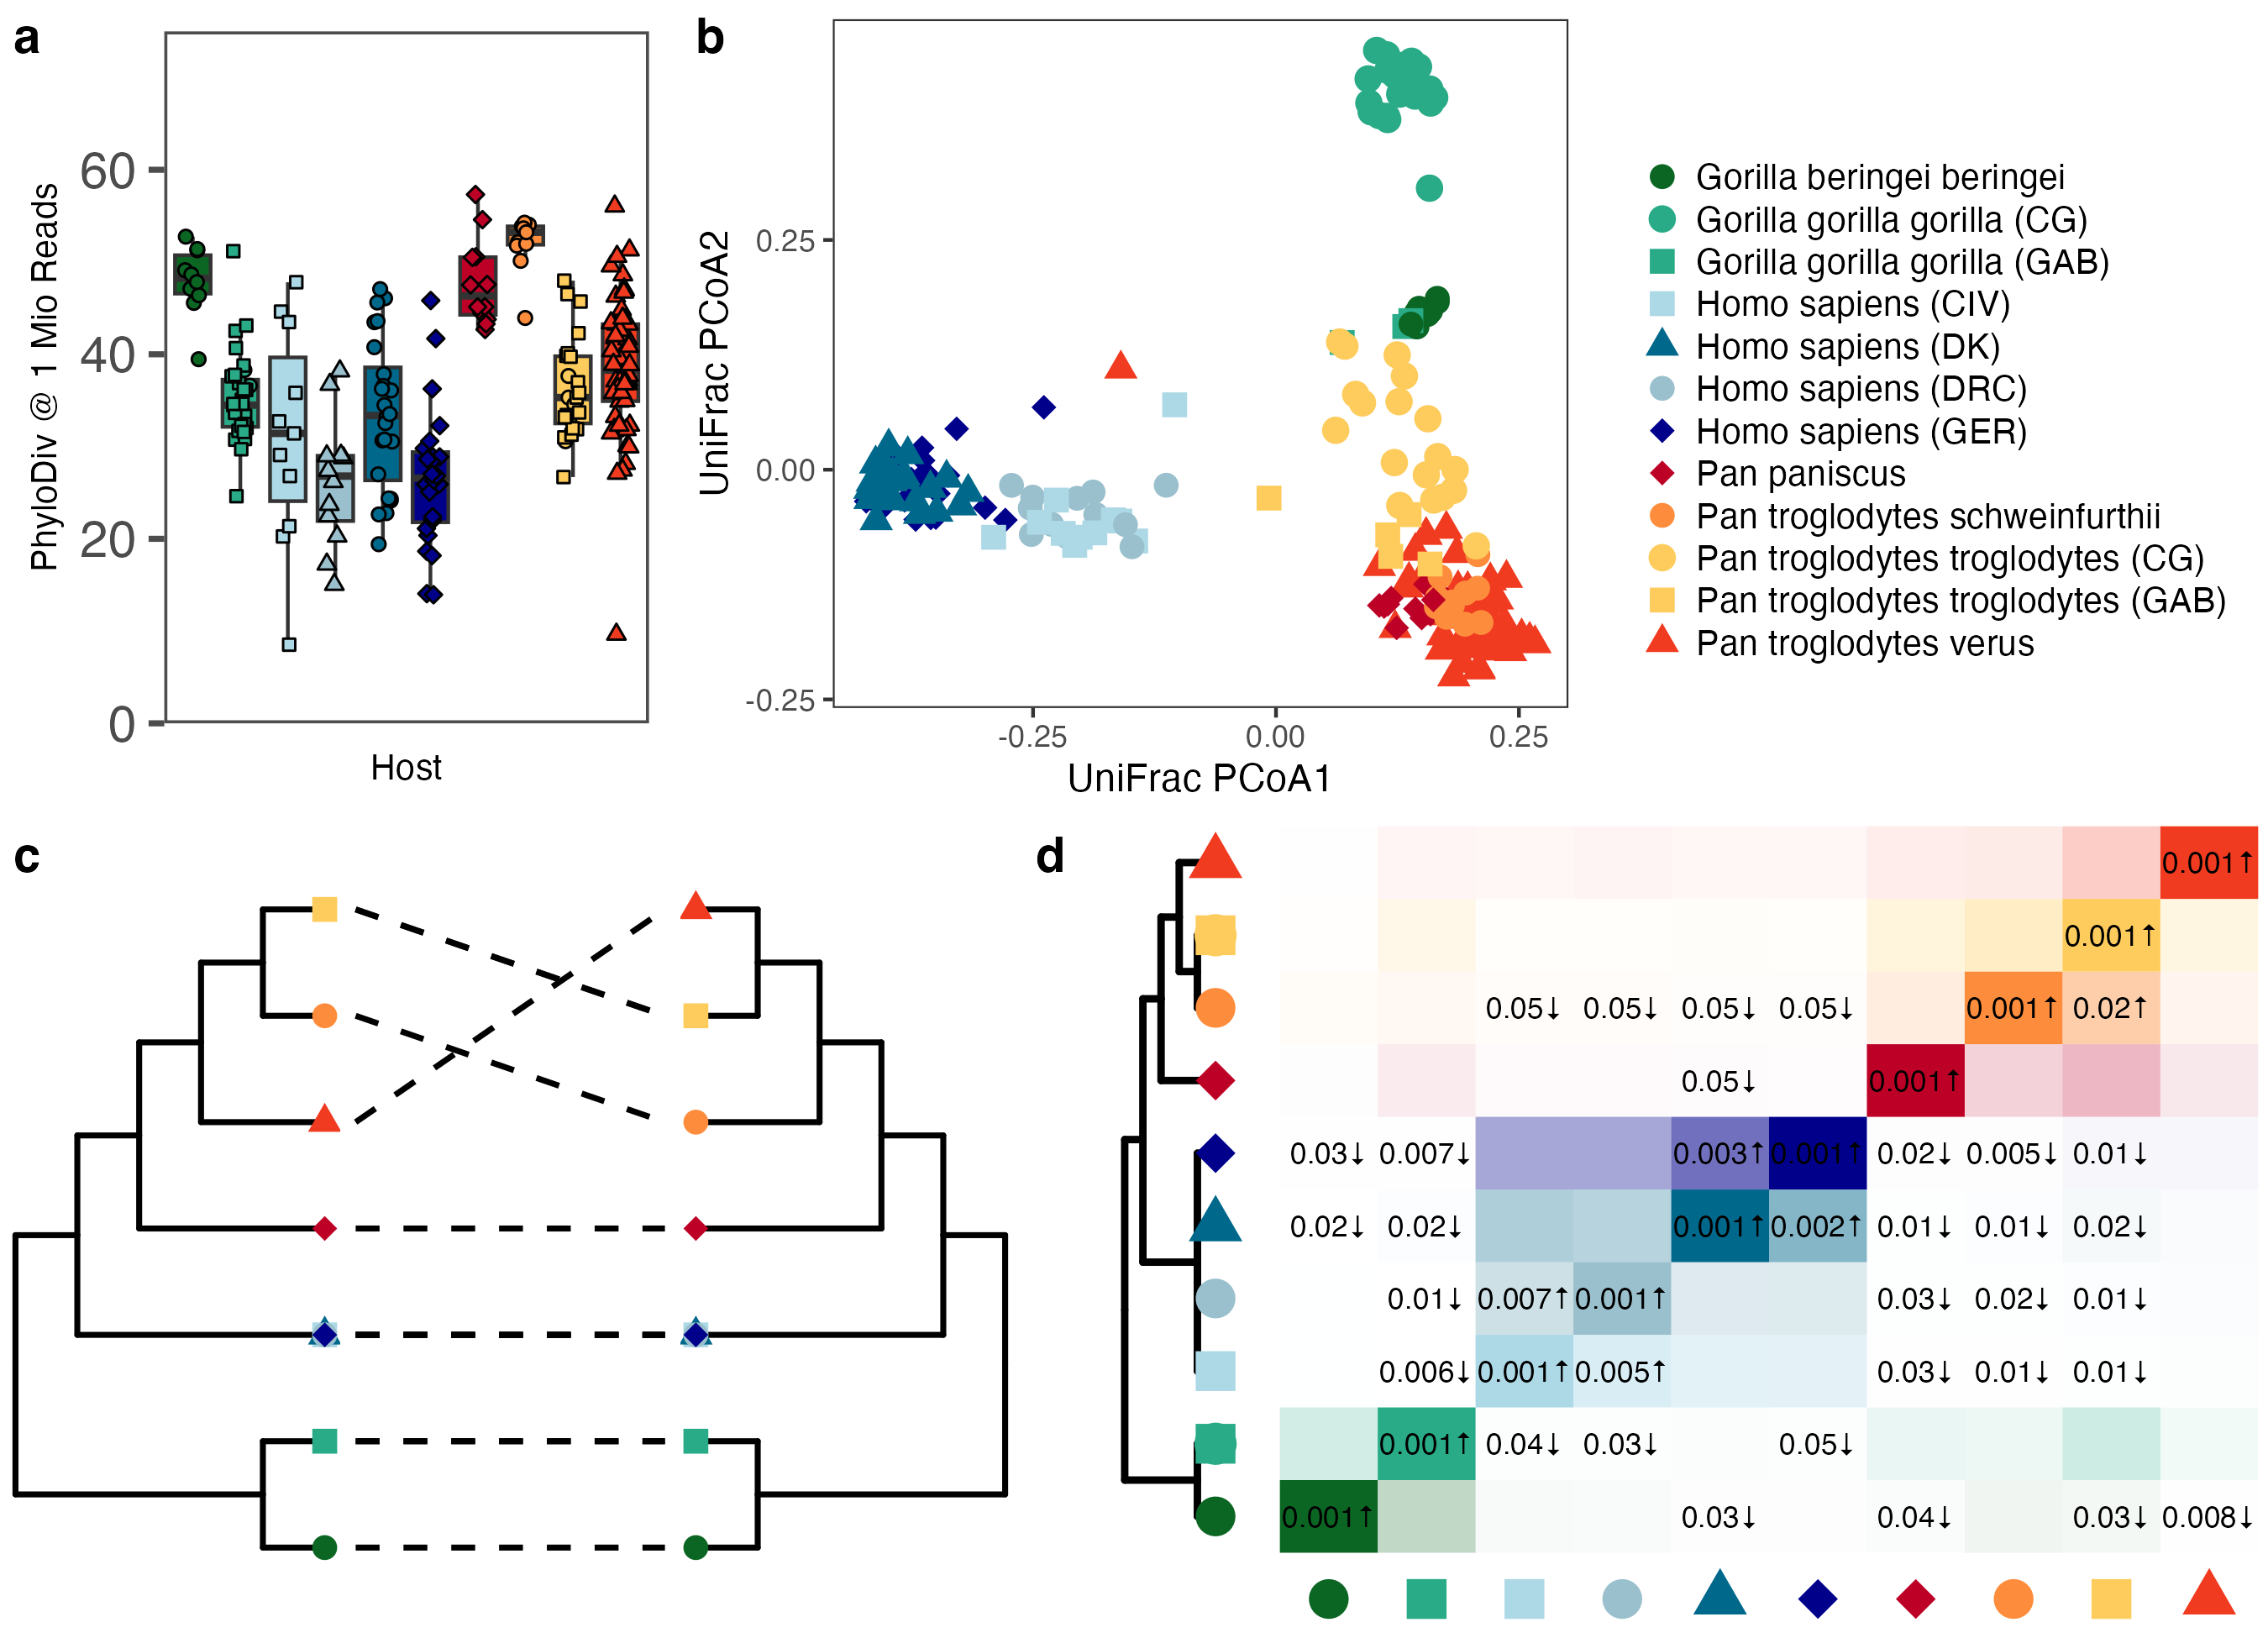 a
PhyloDiv @ 1 Mio Reads
60
40
20
0
Host
b
UniFrac PCoA2
0.25
0.00
-0.25
-0.25 0.00 0.25
UniFrac PCoA1
Gorilla beringei beringei
Gorilla gorilla gorilla (CG)
Gorilla gorilla gorilla (GAB)
Homo sapiens (CIV)
Homo sapiens (DK)
Homo sapiens (DRC)
Homo sapiens (GER)
Pan paniscus
Pan troglodytes schweinfurthii
Pan troglodytes troglodytes (CG)
Pan troglodytes troglodytes (GAB)
Pan troglodytes verus
c
d
0.001↑
0.001↑
0.05↓ 0.05↓ 0.05↓ 0.05↓ 0.001↑ 0.02↑
0.05↓ 0.001↑
0.03↓ 0.007↓ 0.003↑ 0.001↑ 0.02↓ 0.005↓ 0.01↓
0.02↓ 0.02↓ 0.001↑ 0.002↑ 0.01↓ 0.01↓ 0.02↓
0.01↓ 0.007↑ 0.001↑ 0.03↓ 0.02↓ 0.01↓
0.006↓ 0.001↑ 0.005↑ 0.03↓ 0.01↓ 0.01↓
0.001↑ 0.04↓ 0.03↓ 0.05↓
0.001↑ 0.03↓ 0.04↓ 0.03↓ 0.008↓